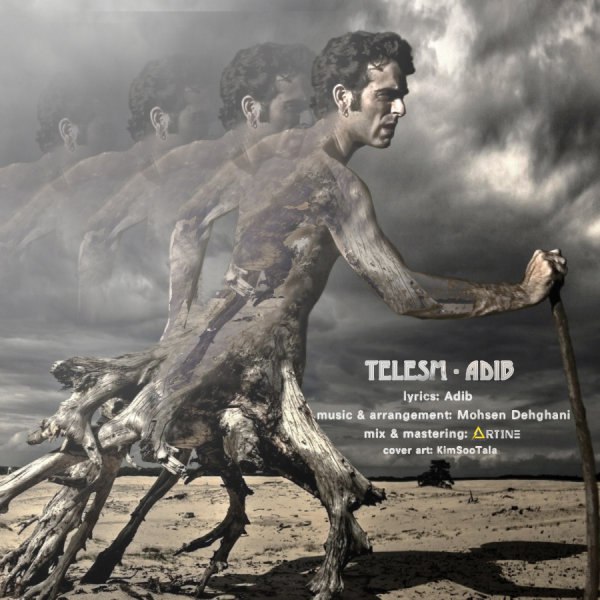 TELESM • ADIB
lyrics: Adib
music & arrangement: Mohsen Dehghani
mix & mastering: ARTINE
cover art: KimSooTala